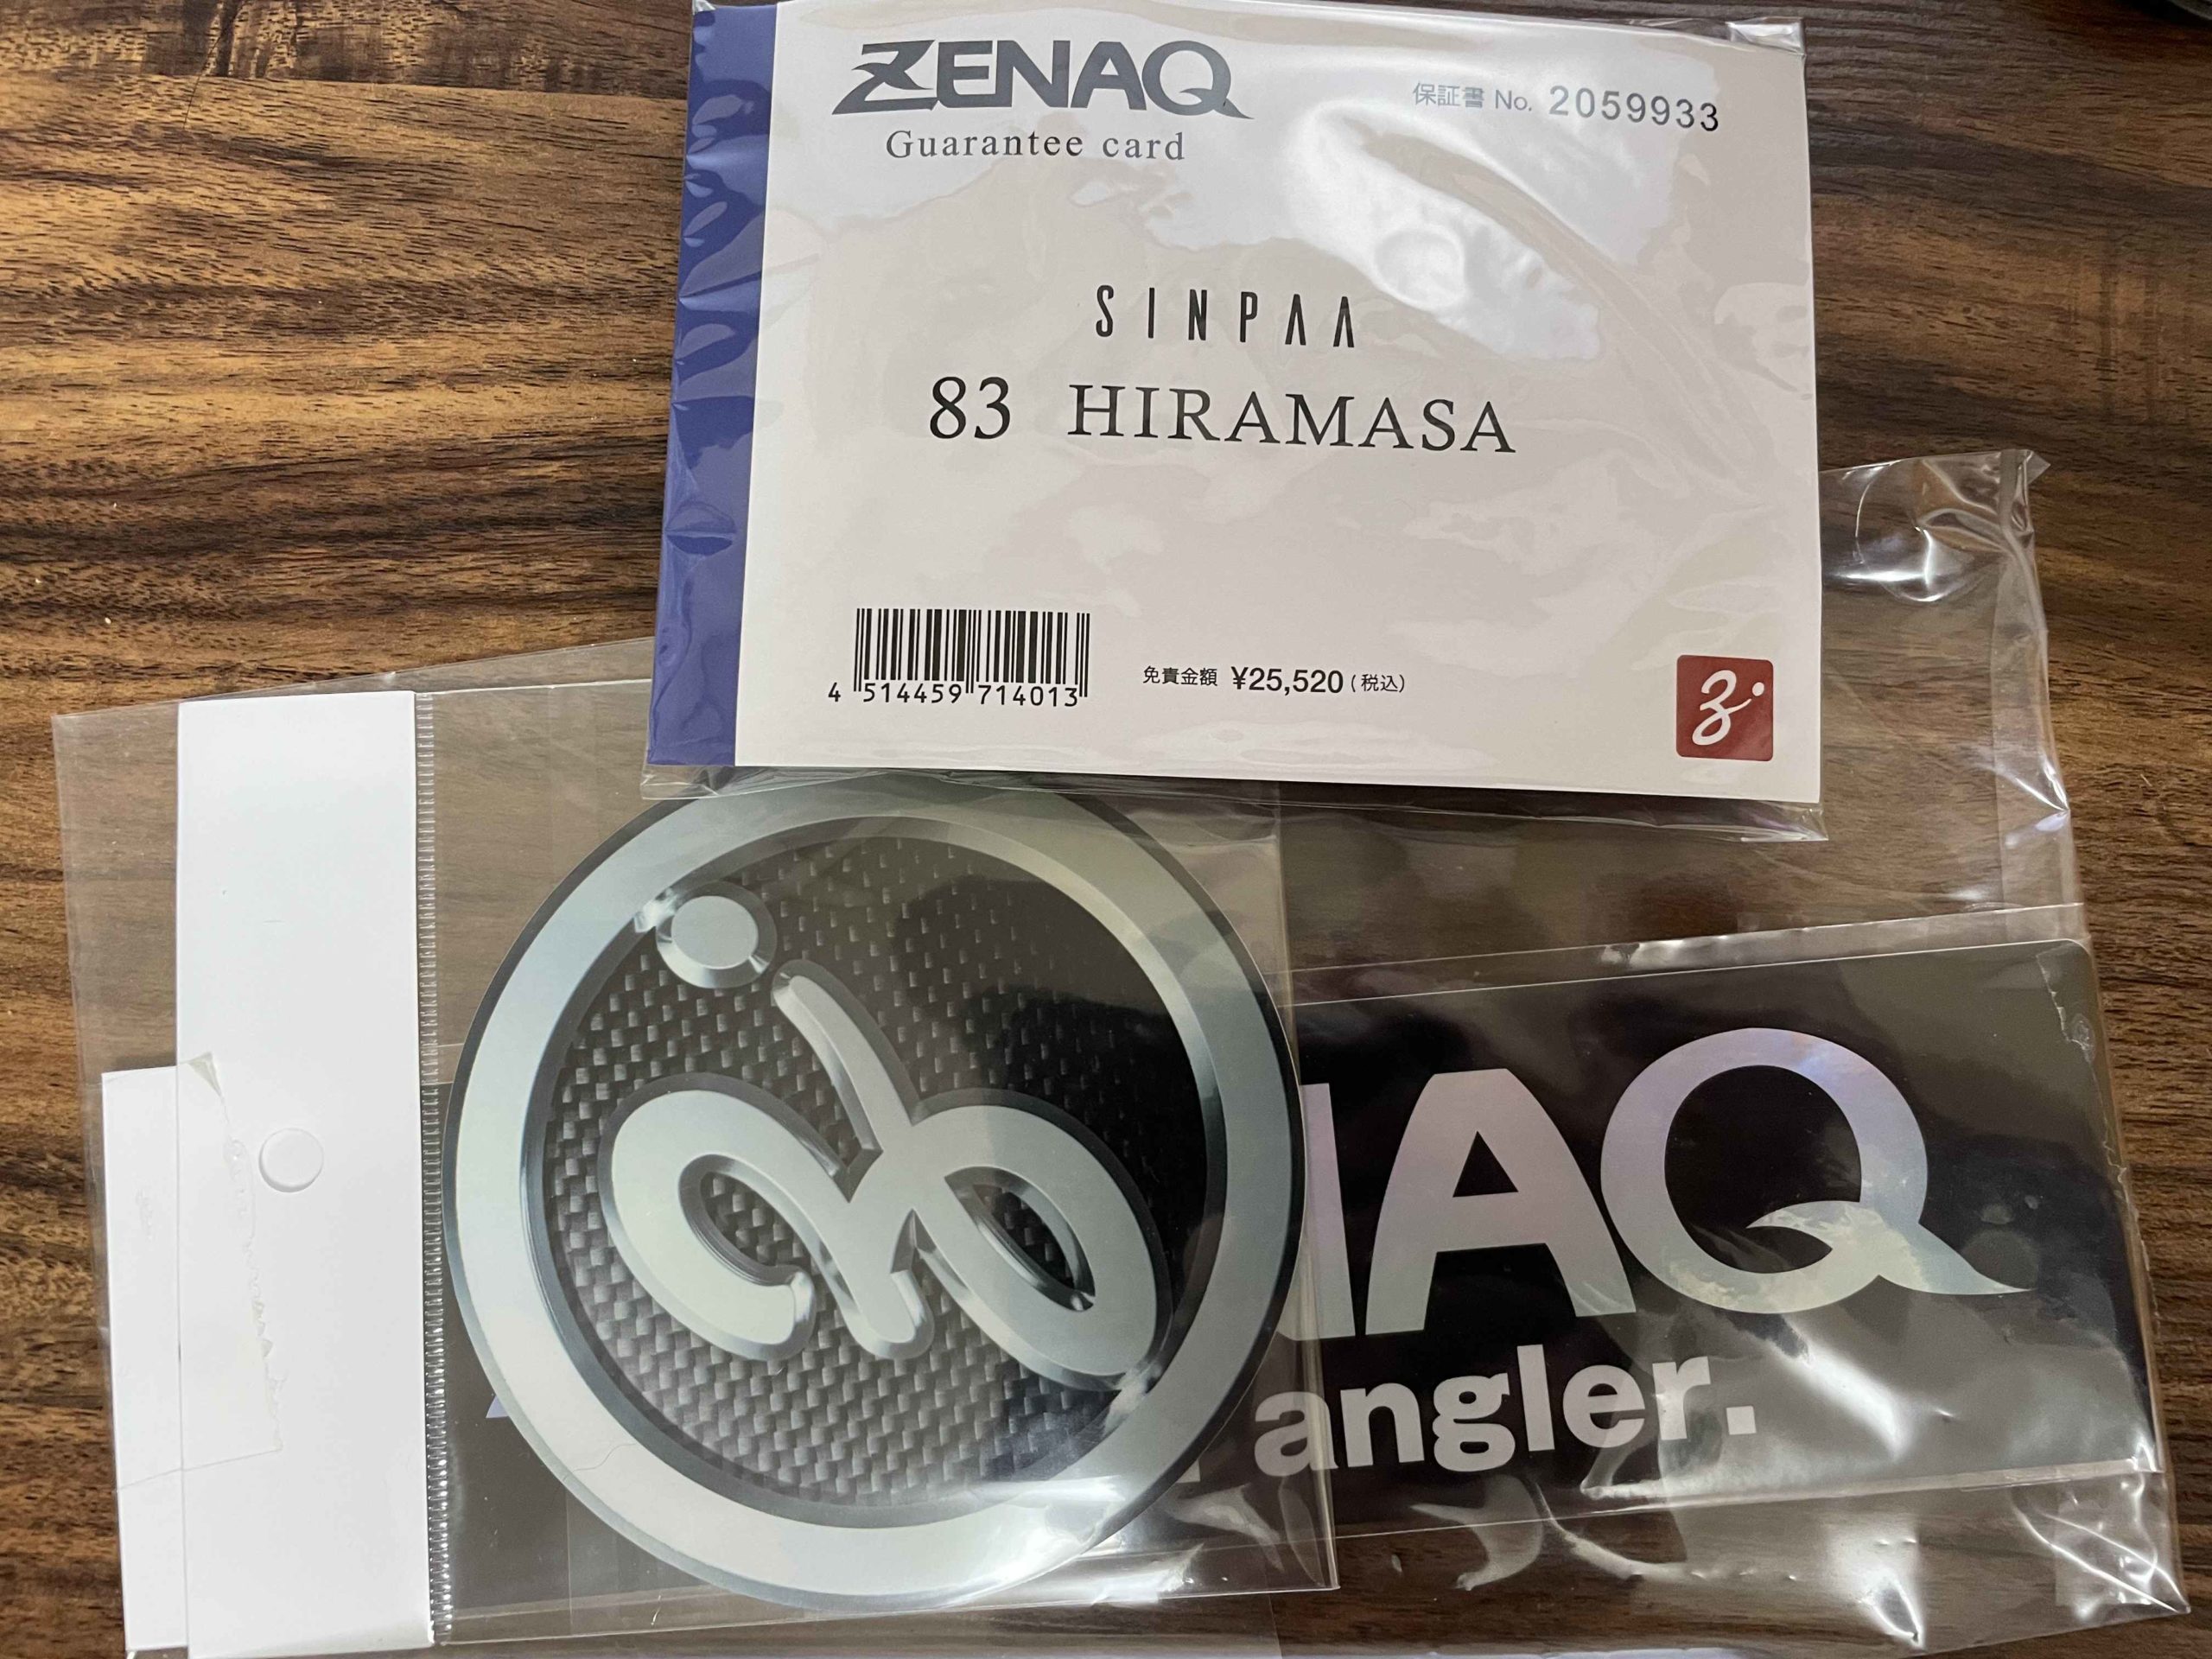 ZENAQ
Guarantee card
保証書 No. 2059933
SINPAA
83 HIRAMASA
4 514459 714013
免責金額 ¥25,520 (税込)
AQ
angler.